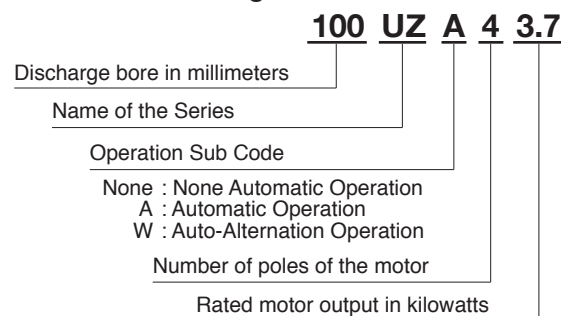 100 UZ A 4 3.7
Discharge bore in millimeters
Name of the Series
Operation Sub Code
None : None Automatic Operation
A : Automatic Operation
W : Auto-Alternation Operation
Number of poles of the motor
Rated motor output in kilowatts